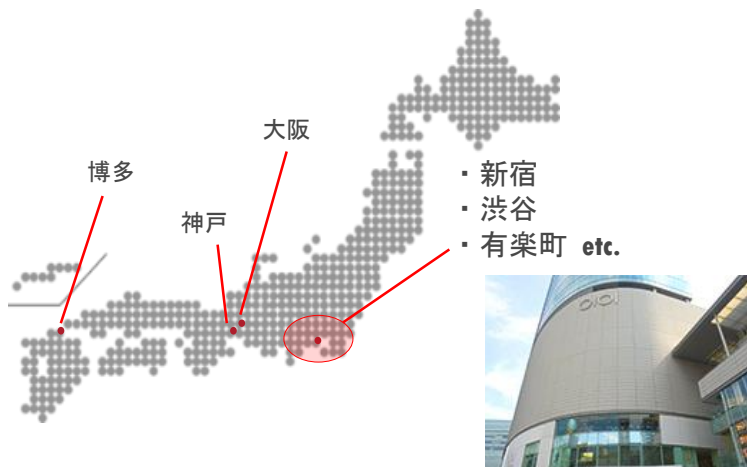 大阪
博多
神戸
・新宿
・渋谷
・有楽町 etc.
OIOI